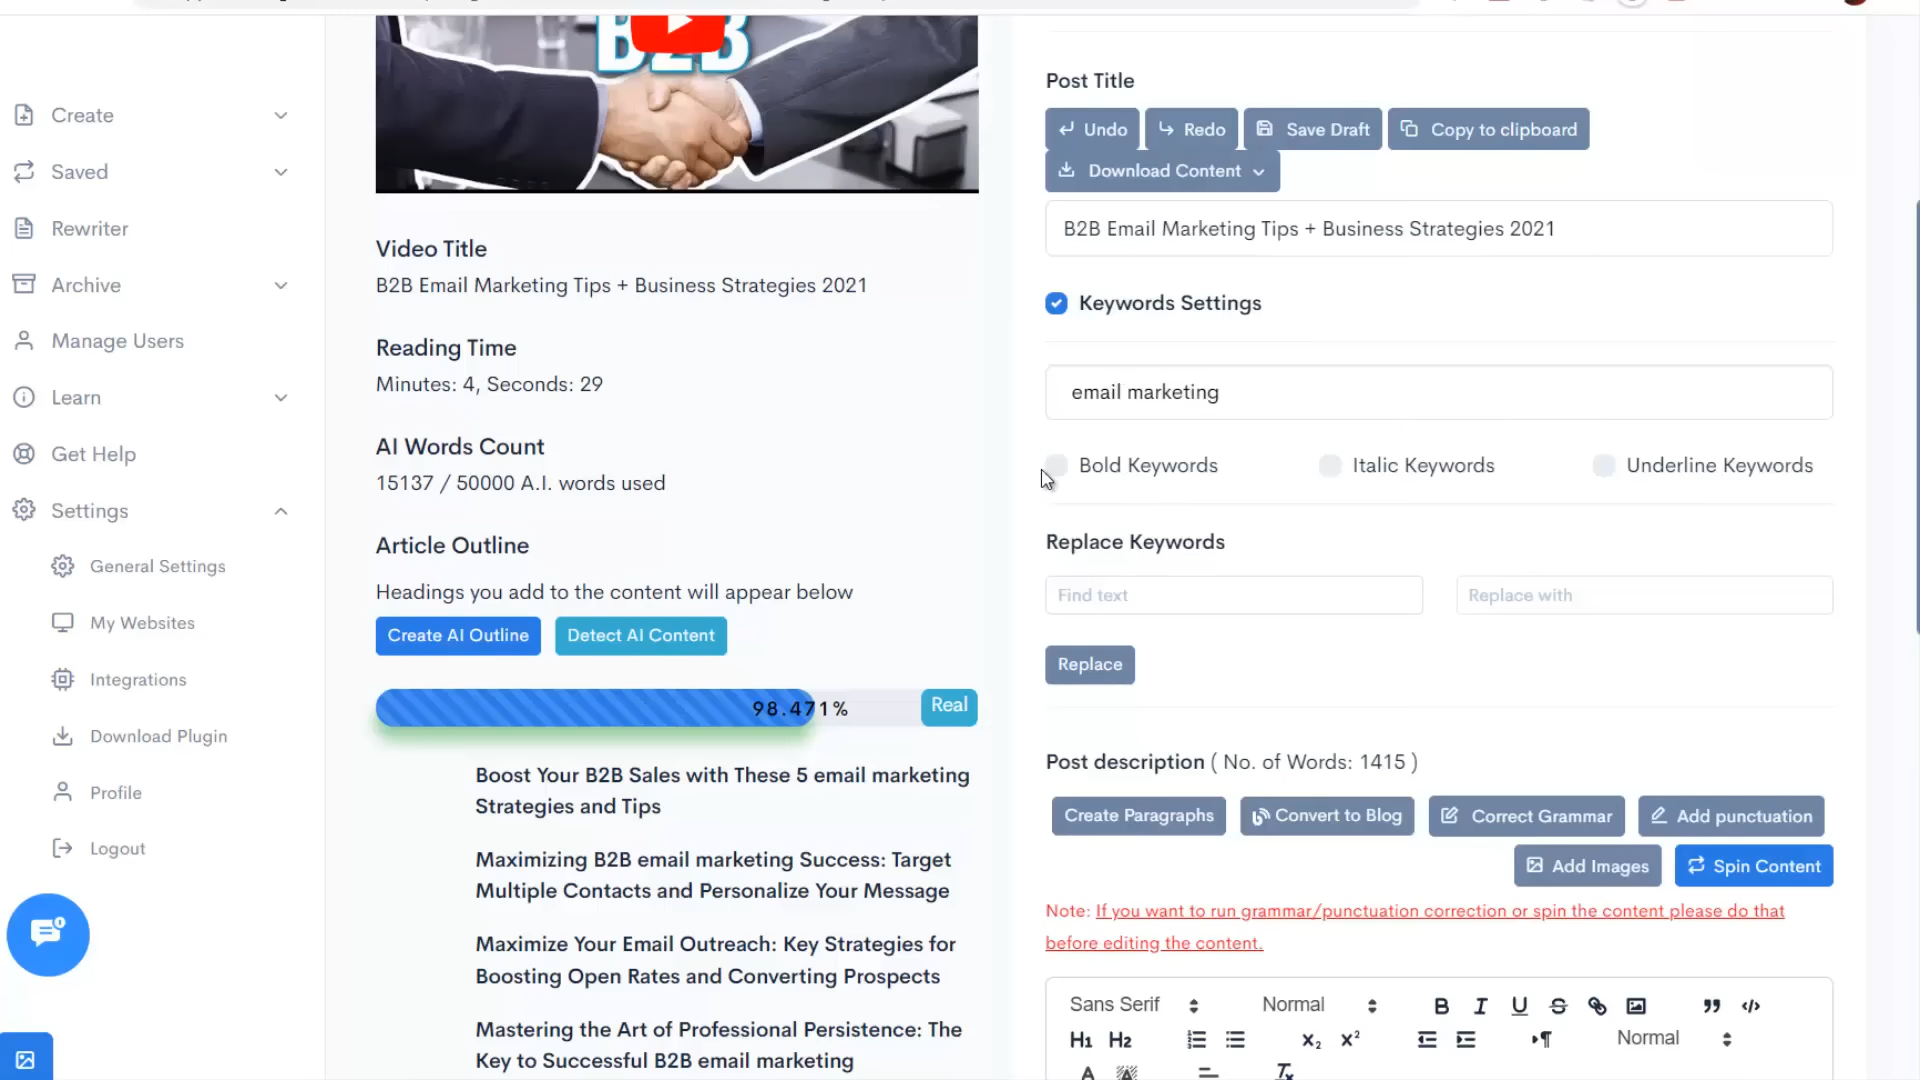 B2B
Create
Saved
Rewriter
Archive
Manage Users
Learn
Get Help
Settings
General Settings
My Websites
Integrations
Download Plugin
Profile
Logout
Video Title
B2B Email Marketing Tips + Business Strategies 2021
Reading Time
Minutes: 4, Seconds: 29
AI Words Count
15137 / 50000 A.I. words used
Article Outline
Headings you add to the content will appear below
Create AI Outline
Detect AI Content
98.471%
Real
Boost Your B2B Sales with These 5 email marketing
Strategies and Tips
Maximizing B2B email marketing Success: Target
Multiple Contacts and Personalize Your Message
Maximize Your Email Outreach: Key Strategies for
Boosting Open Rates and Converting Prospects
Mastering the Art of Professional Persistence: The
Key to Successful B2B email marketing
Post Title
Undo Redo Save Draft Copy to clipboard
Download Content
B2B Email Marketing Tips + Business Strategies 2021
Keywords Settings
email marketing
Bold Keywords Italic Keywords Underline Keywords
Replace Keywords
Find text Replace with
Replace
Post description ( No. of Words: 1415 )
Create Paragraphs Convert to Blog Correct Grammar Add punctuation
Add Images Spin Content
Note: If you want to run grammar/punctuation correction or spin the content please do that
before editing the content.
Sans Serif Normal B I U S
H1 H2 X2 X² Normal
A A Tx